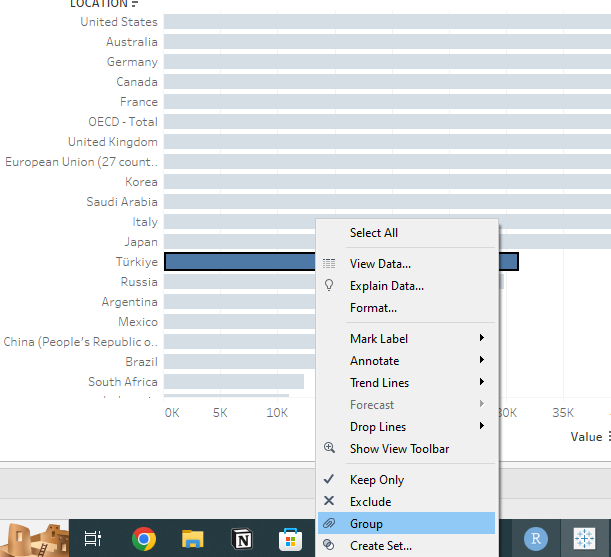 LOCATION
United States
Australia
Germany
Canada
France
OECD - Total
United Kingdom
European Union (27 count..
Korea
Saudi Arabia
Italy
Japan
Türkiye
Russia
Argentina
Mexico
China (People's Republic o..
Brazil
South Africa
0K 5K 10K 30K 35K
Value
Select All
View Data...
Explain Data...
Format...
Mark Label
Annotate
Trend Lines
Forecast
Drop Lines
Show View Toolbar
Keep Only
Exclude
Group
Create Set...
N
R